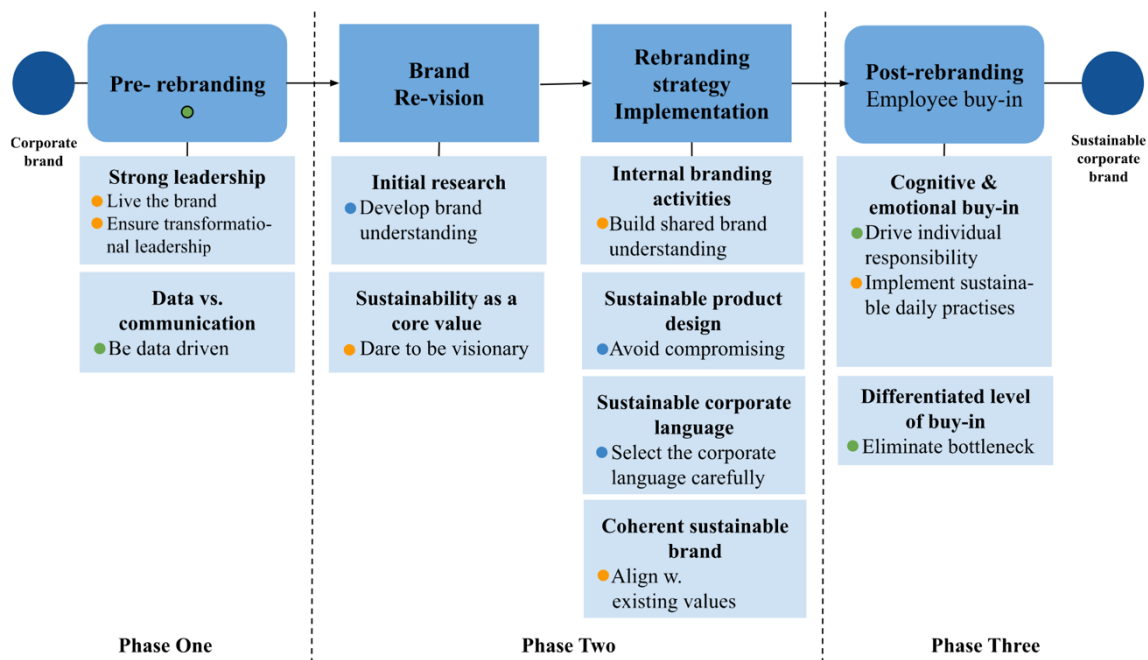 Corporate
brand
Pre- rebranding
Strong leadership
Live the brand
Ensure transformatio-
nal leadership
Data vs.
communication
Be data driven
Brand
Re-vision
Initial research
Develop brand
understanding
Sustainability as a
core value
Dare to be visionary
Rebranding
strategy
Implementation
Internal branding
activities
Build shared brand
understanding
Sustainable product
design
Avoid compromising
Sustainable corporate
language
Select the corporate
language carefully
Coherent sustainable
brand
Align w.
existing values
Post-rebranding
Employee buy-in
Cognitive &
emotional buy-in
Drive individual
responsibility
Implement sustaina-
ble daily practises
Differentiated level
of buy-in
Eliminate bottleneck
Sustainable
corporate
brand
Phase One
Phase Two
Phase Three